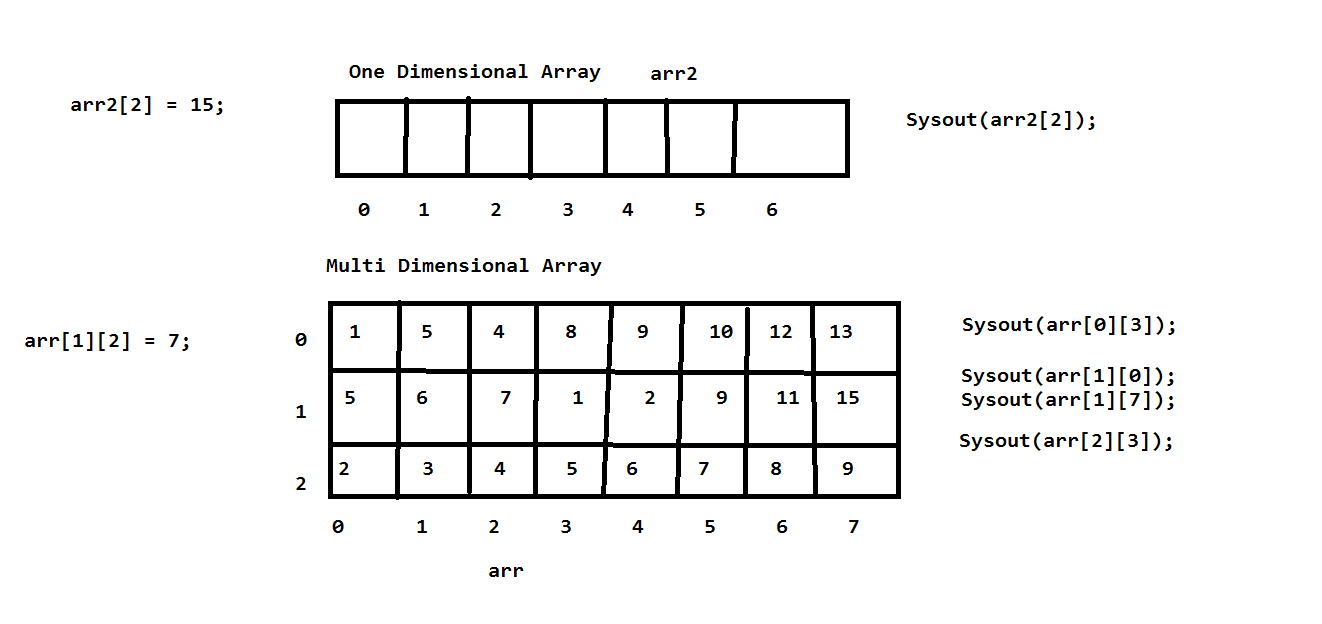 One Dimensional Array arr2
arr2[2] = 15;
Sysout(arr2[2]);
0 1 2 3 4 5 6
Multi Dimensional Array
arr[1][2] = 7;
0 1 5 4 8 9 10 12 13
Sysout(arr[0][3]);
1 5 6 7 1 2 9 11 15
Sysout(arr[1][0]);
Sysout(arr[1][7]);
2 2 3 4 5 6 7 8 9
Sysout(arr[2][3]);
0 1 2 3 4 5 6 7
arr